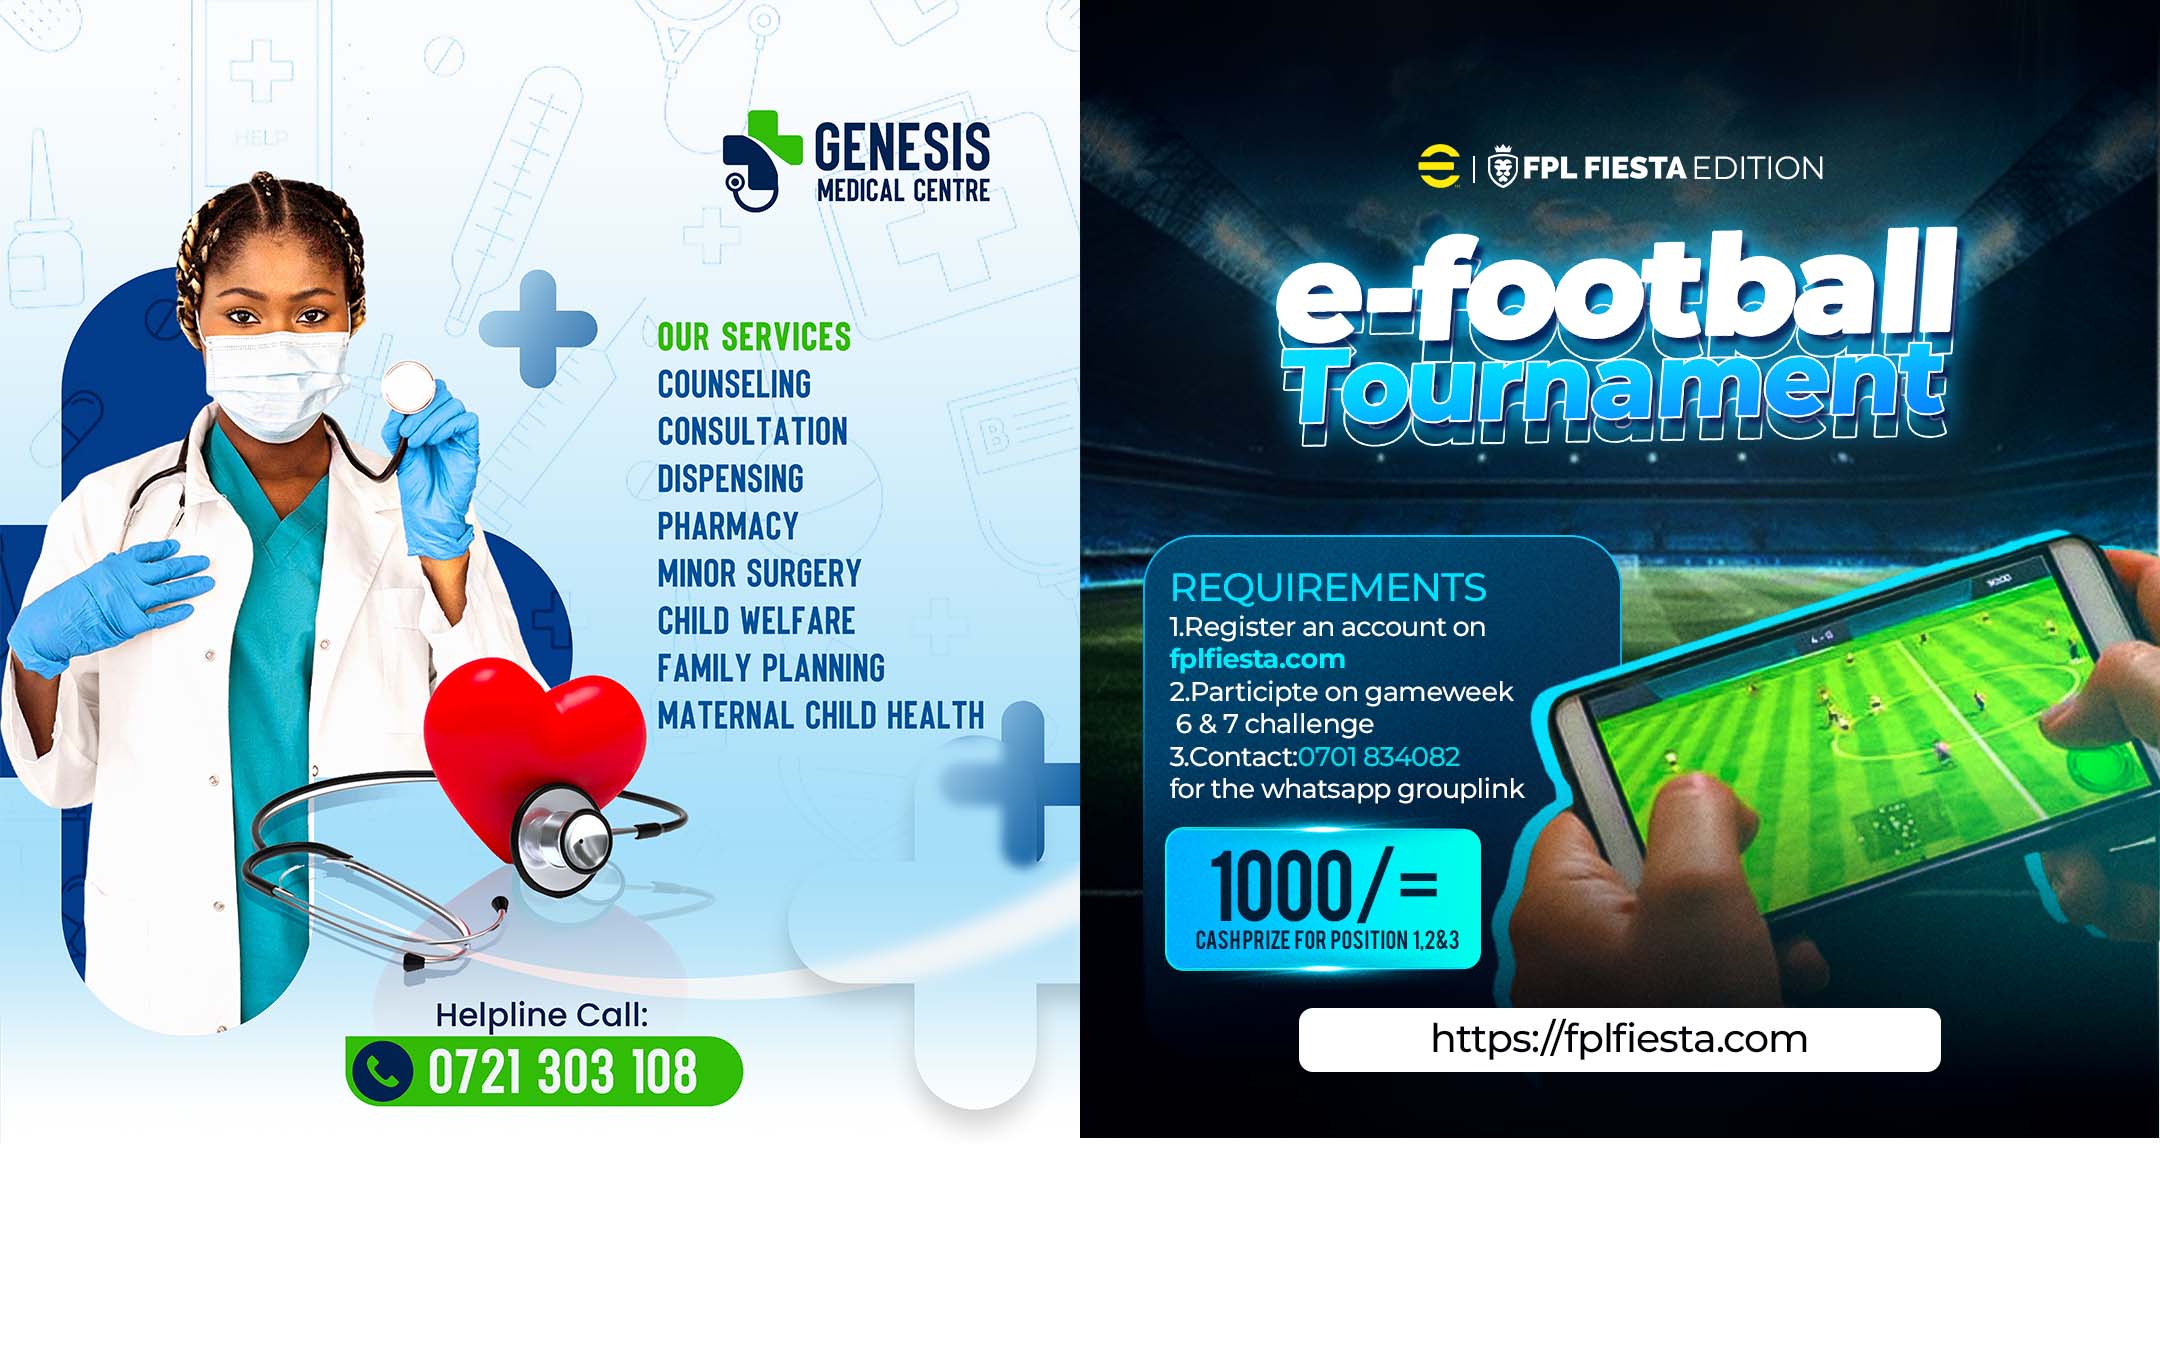 HELP
GENESIS
MEDICAL CENTRE
OUR SERVICES
COUNSELING
CONSULTATION
DISPENSING
PHARMACY
MINOR SURGERY
CHILD WELFARE
FAMILY PLANNING
MATERNAL CHILD HEALTH
B
Helpline Call:
0721 303 108
FPL FIESTA EDITION
e-football
Tournament
REQUIREMENTS
1.Register an account on
fplfiesta.com
2.Participte on gameweek
6 & 7 challenge
3.Contact:0701 834082
for the whatsapp grouplink
1000/=
CASHPRIZE FOR POSITION 1,2&3
https://fplfiesta.com